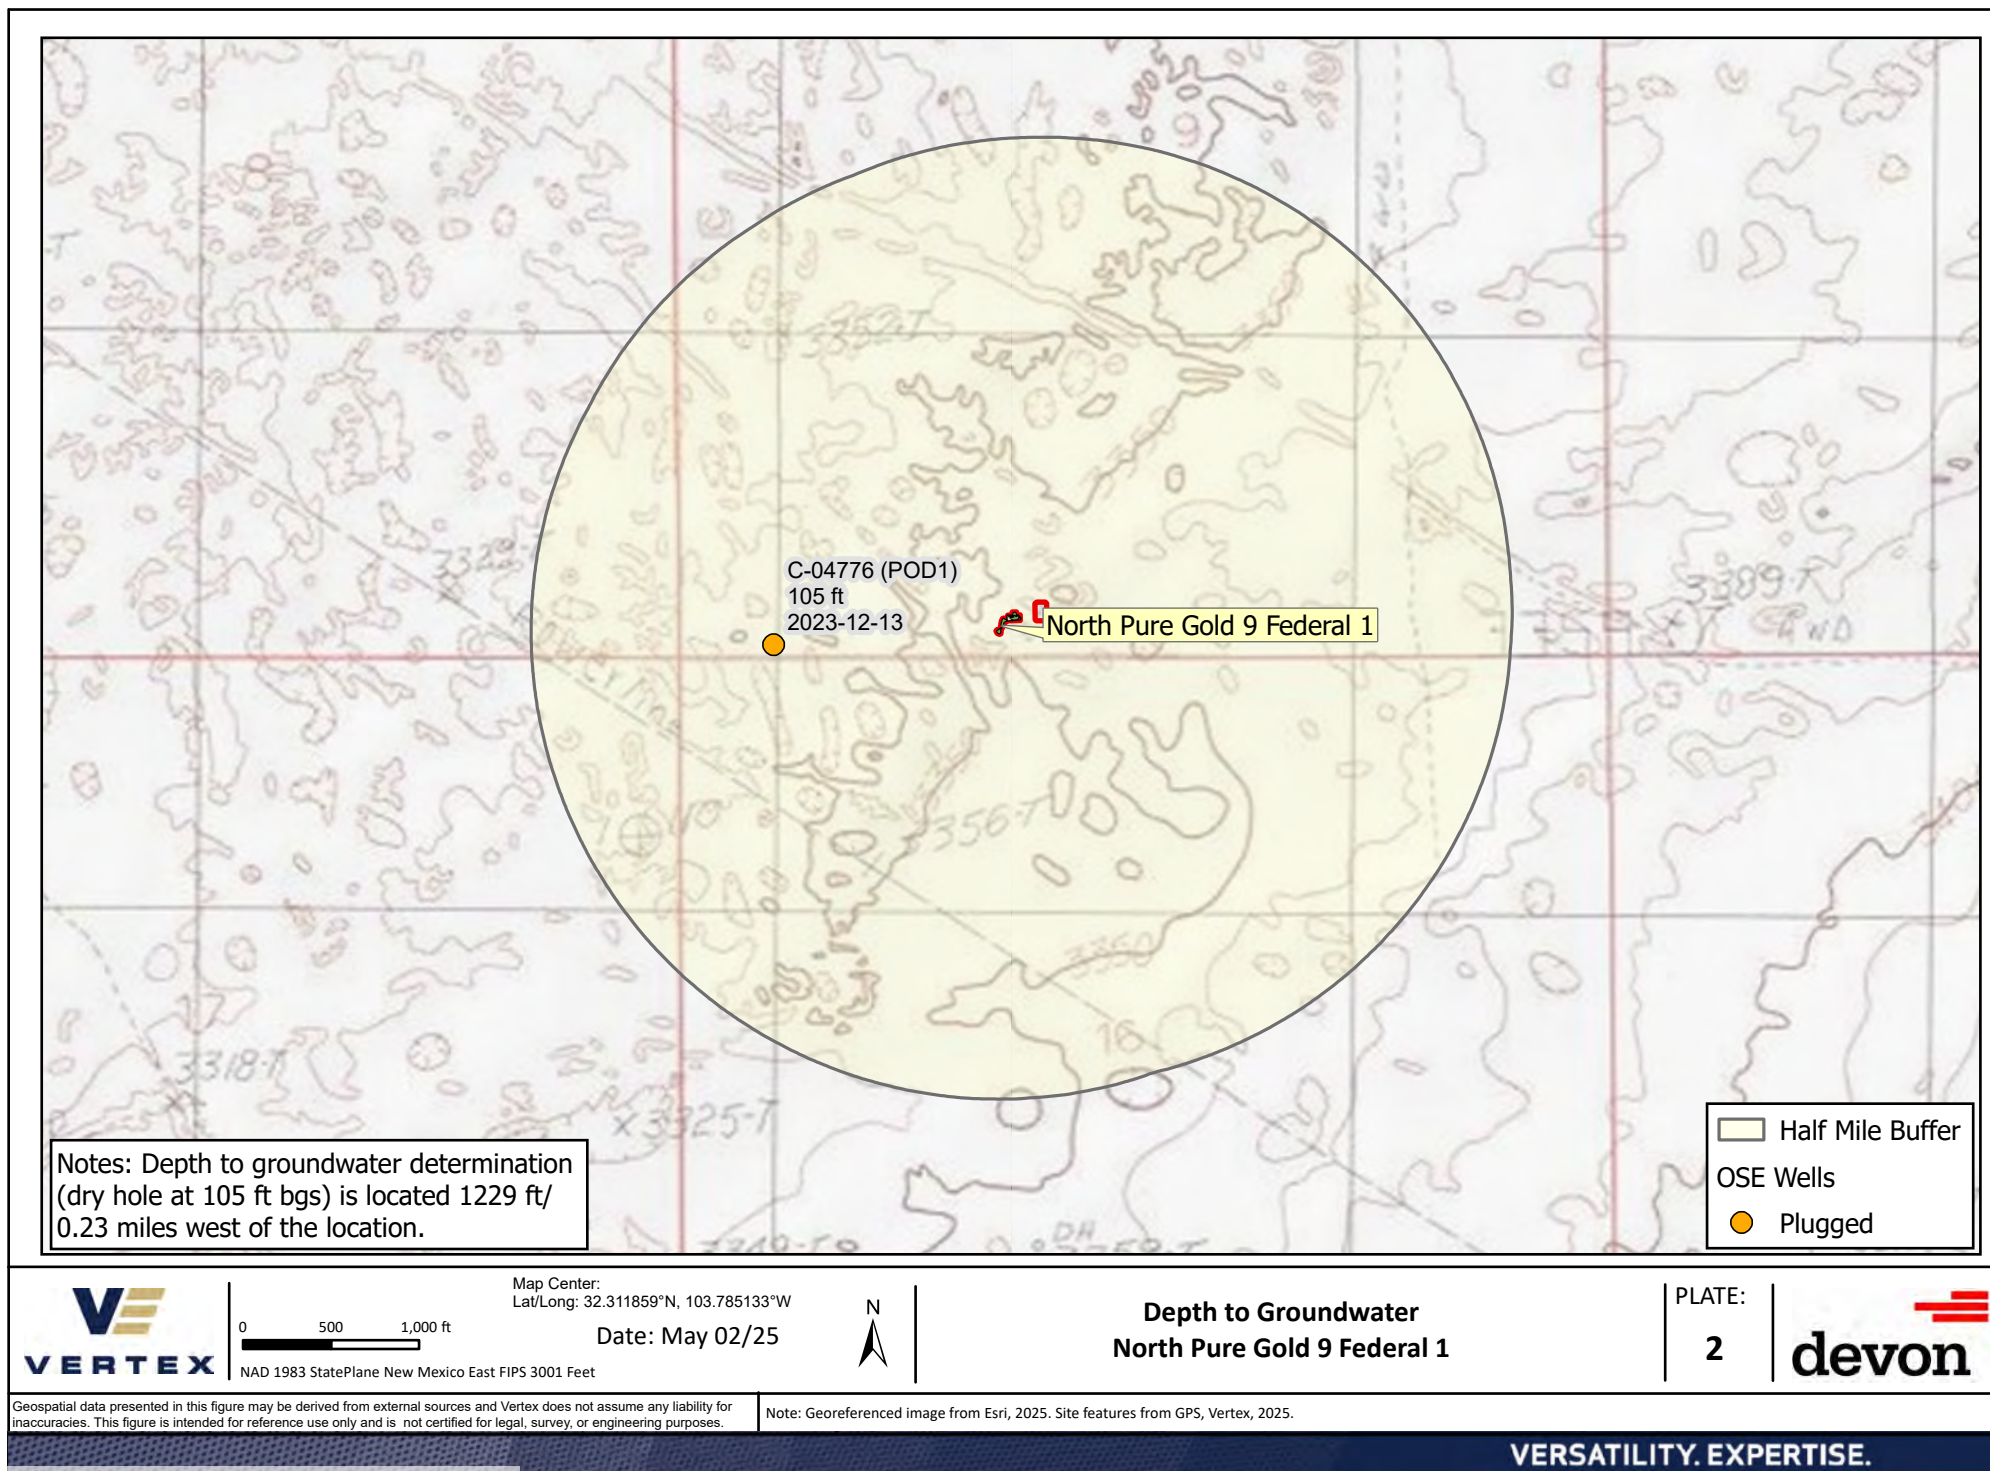 9
3352-T
3328
C-04776 (POD1)
105 ft
2023-12-13
North Pure Gold 9 Federal 1
3399-T
3350
16
3318-T
X3325-T
DH
Notes: Depth to groundwater determination
(dry hole at 105 ft bgs) is located 1229 ft/
0.23 miles west of the location.
Half Mile Buffer
OSE Wells
Plugged
VERTEX
0 500 1,000 ft
NAD 1983 StatePlane New Mexico East FIPS 3001 Feet
Map Center:
Lat/Long: 32.311859°N, 103.785133°W
Date: May 02/25
N
Depth to Groundwater
North Pure Gold 9 Federal 1
PLATE:
2
devon
Geospatial data presented in this figure may be derived from external sources and Vertex does not assume any liability for
inaccuracies. This figure is intended for reference use only and is not certified for legal, survey, or engineering purposes.
Note: Georeferenced image from Esri, 2025. Site features from GPS, Vertex, 2025.
VERSATILITY. EXPERTISE.